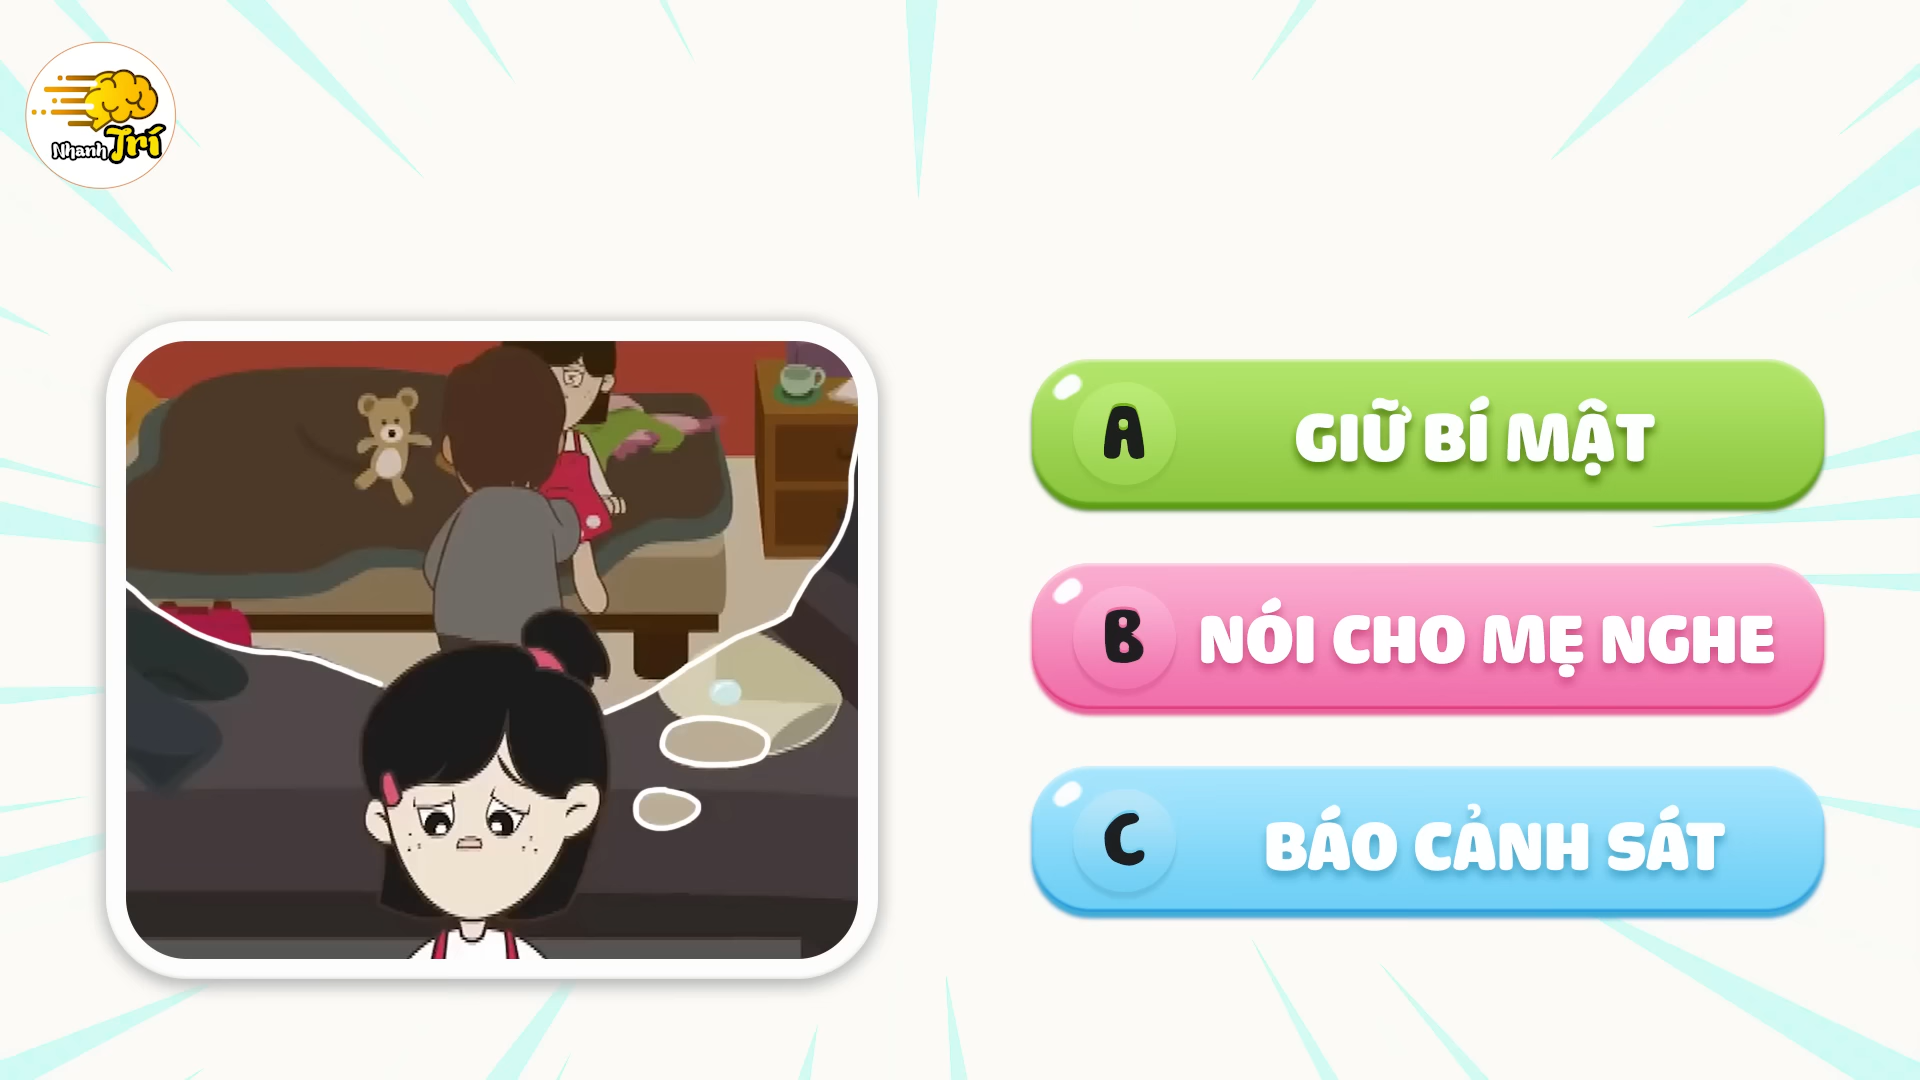 Nhanh Trí
A GIỮ BÍ MẬT
B NÓI CHO MẸ NGHE
C BÁO CẢNH SÁT